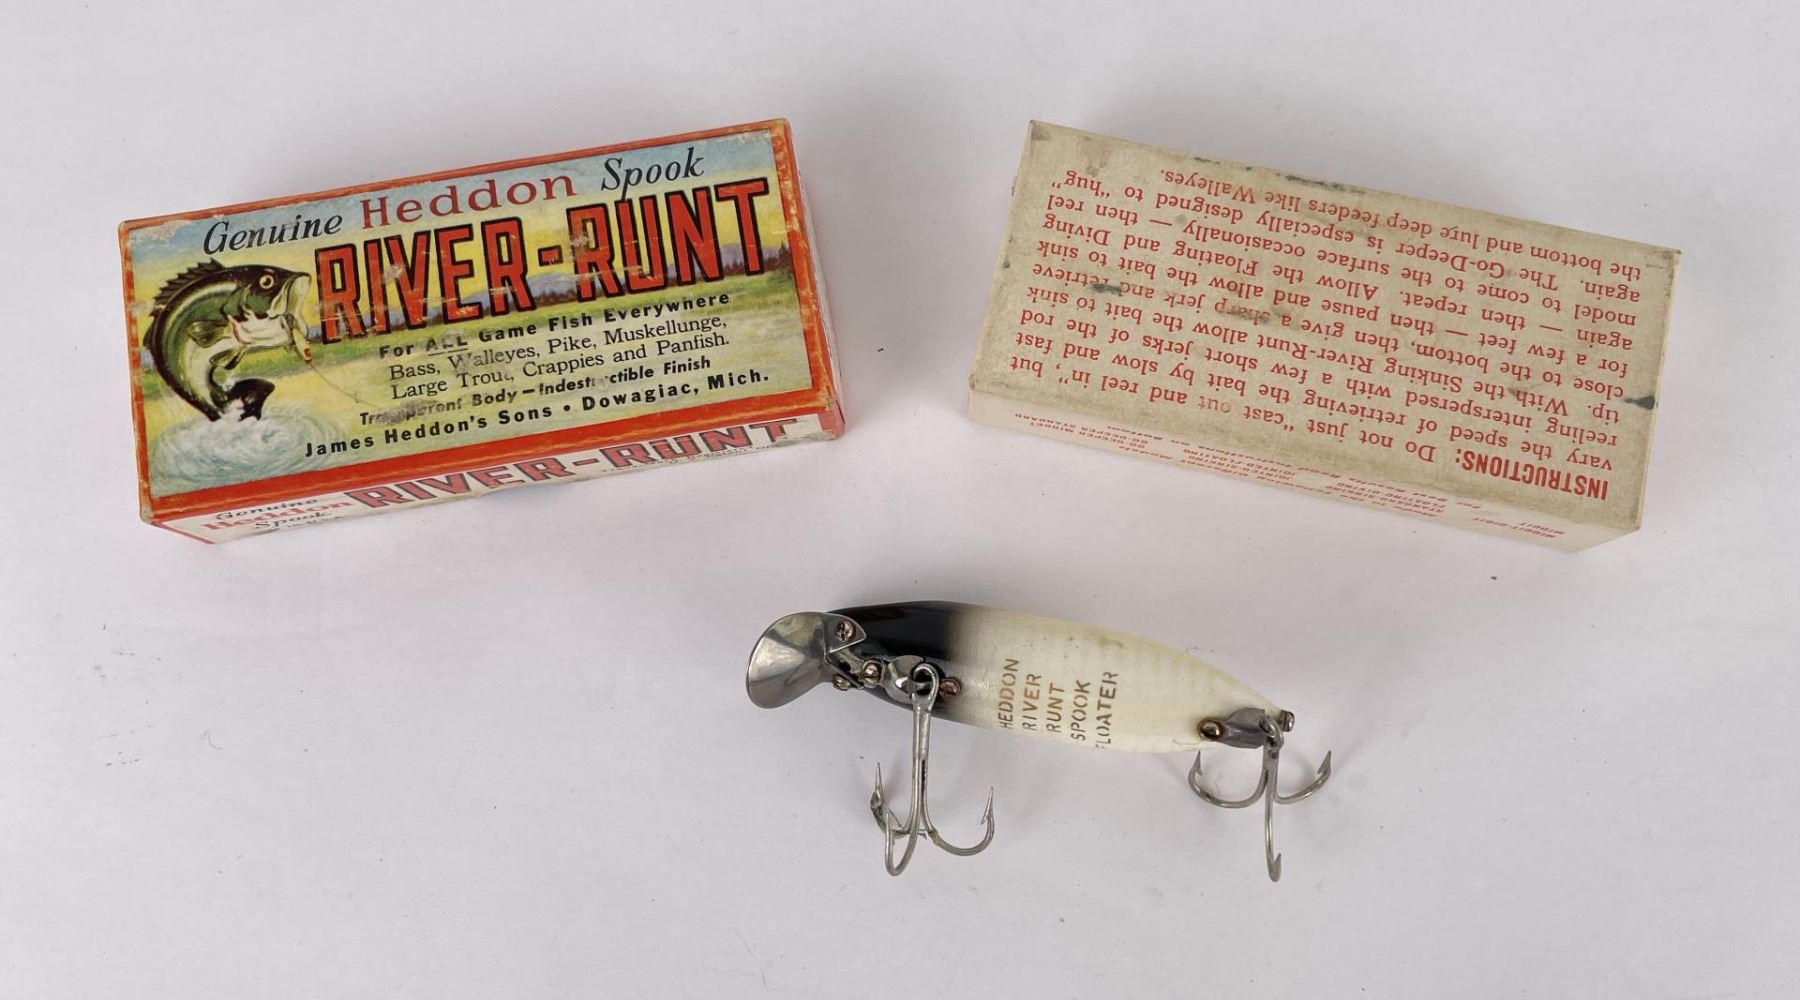 Genuine Heddon Spook
RIVER-RUNT
For ALL Game Fish Everywhere
Bass, Walleyes, Pike, Muskellunge,
Large Trout, Crappies and Panfish.
Transparent Body—Indestructible Finish
James Heddon's Sons • Dowagiac, Mich.
Genuine
Heddon
Spook
RIVER-RUNT
INSTRUCTIONS: Do not just "cast out and reel in", but
vary the speed of retrieving the bait by slow and fast
reeling interspersed with a few short jerks of the rod
up. With the Sinking River-Runt allow the bait to sink
close to the bottom, then give a sharp jerk and retrieve
for a few feet — then pause and allow the bait to sink
again — then repeat. Allow the Floating and Diving
model to come to the surface occasionally — then reel
again. The Go-Deeper is especially designed to "hug"
the bottom and lure deep feeders like Walleyes.
HEDDON
RIVER
RUNT
SPOOK
FLOATER